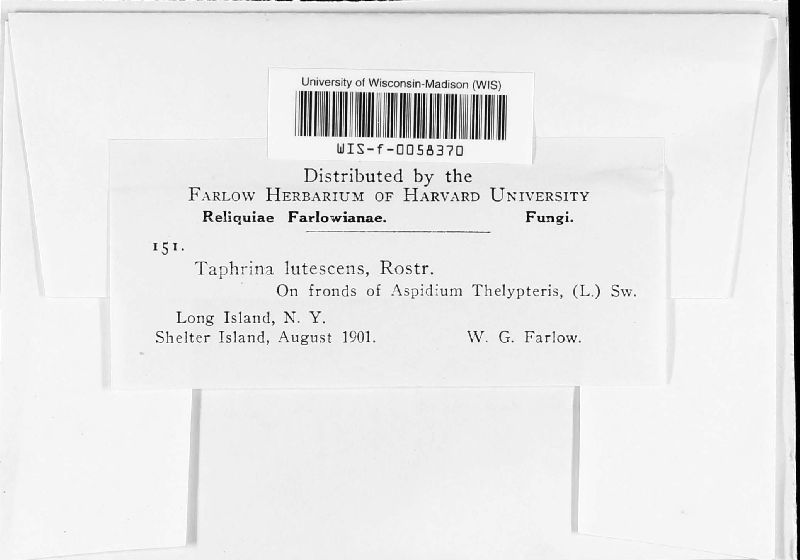 University of Wisconsin-Madison (WIS)
WIS-f-0058370
Distributed by the
FARLOW HERBARIUM OF HARVARD UNIVERSITY
Reliquiae Farlowianae. Fungi.
151.
Taphrina lutescens, Rostr.
On fronds of Aspidium Thelypteris, (L.) Sw.
Long Island, N. Y.
Shelter Island, August 1901. W. G. Farlow.